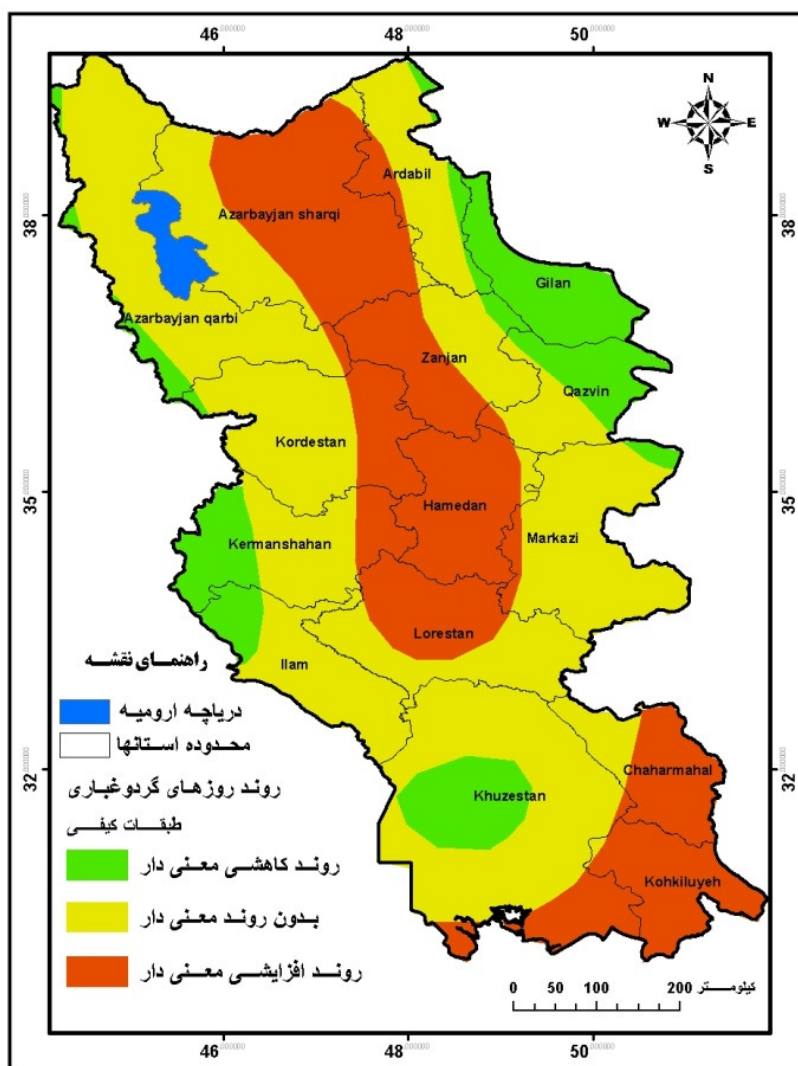 46 48 50
N
W E
S
Ardabil
38 Azarbayjan sharqi 38
Gilan
Azarbayjan qarbi
Zanjan
Qazvin
Kordestan
35 Hamedan 35
Kermanshahan Markazi
Lorestan
راهنمای نقشه
Ilam
دریاچه ارومیه
محدوده استانها
32 Chaharmahal 32
روند روزهای گردوغباری
Khuzestan
طبقات کیفی
روند کاهشی معنی دار
Kohkiluyeh
بدون روند معنی دار
روند افزایشی معنی دار
کیلومتر
0 50 100 200
46 48 50